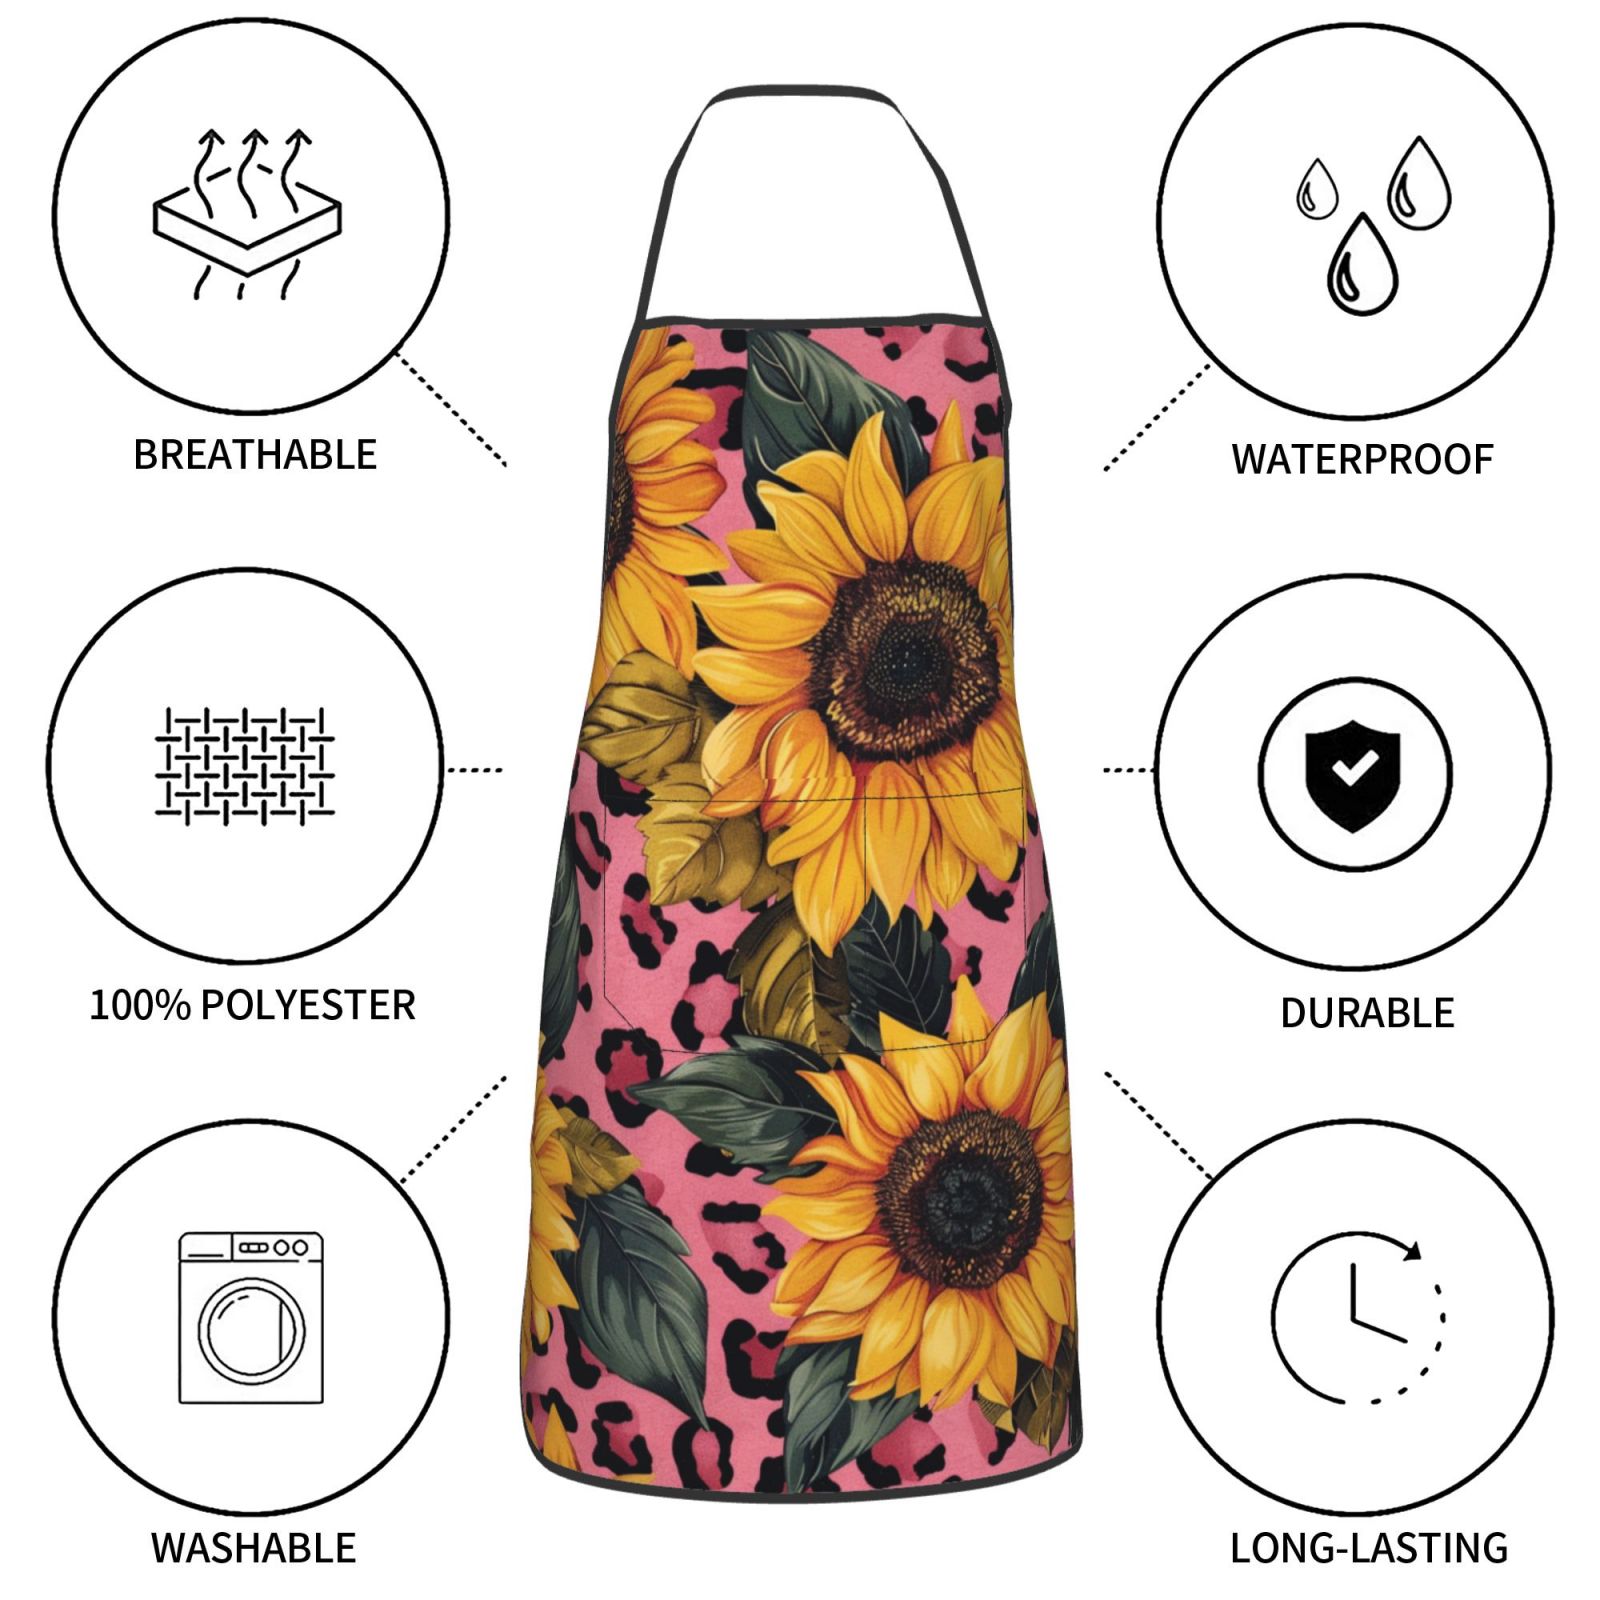 BREATHABLE
WATERPROOF
100% POLYESTER
DURABLE
WASHABLE
LONG-LASTING